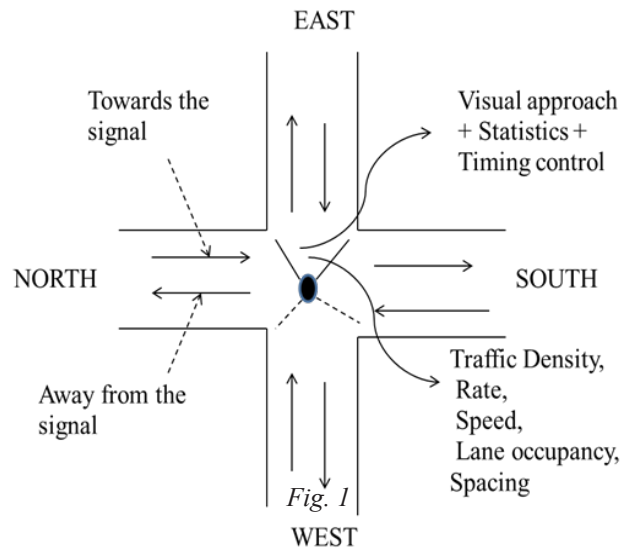 EAST
Towards the
signal
Visual approach
+ Statistics +
Timing control
NORTH
SOUTH
Away from the
signal
Traffic Density,
Rate,
Speed,
Lane occupancy,
Spacing
Fig. 1
WEST